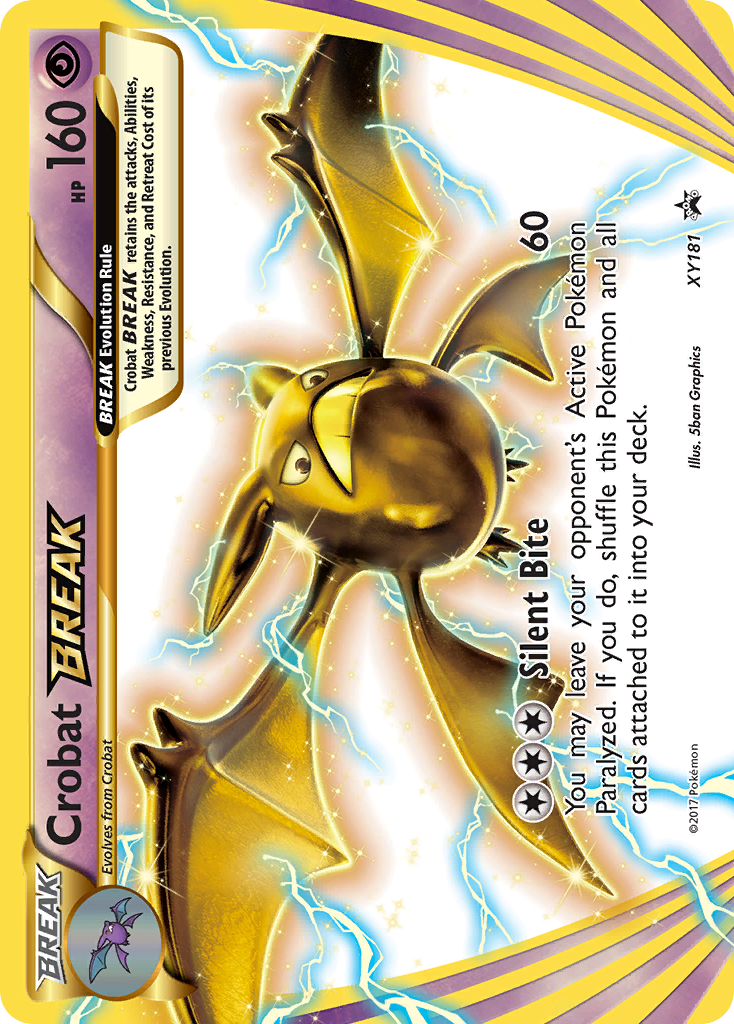 BREAK
Crobat BREAK
HP 160
Evolves from Crobat
BREAK Evolution Rule
Crobat BREAK retains the attacks, Abilities,
Weakness, Resistance, and Retreat Cost of its
previous Evolution.
Silent Bite 60
You may leave your opponent's Active Pokémon
Paralyzed. If you do, shuffle this Pokémon and all
cards attached to it into your deck.
©2017 Pokémon
Illus. 5ban Graphics
XY181
PROMO